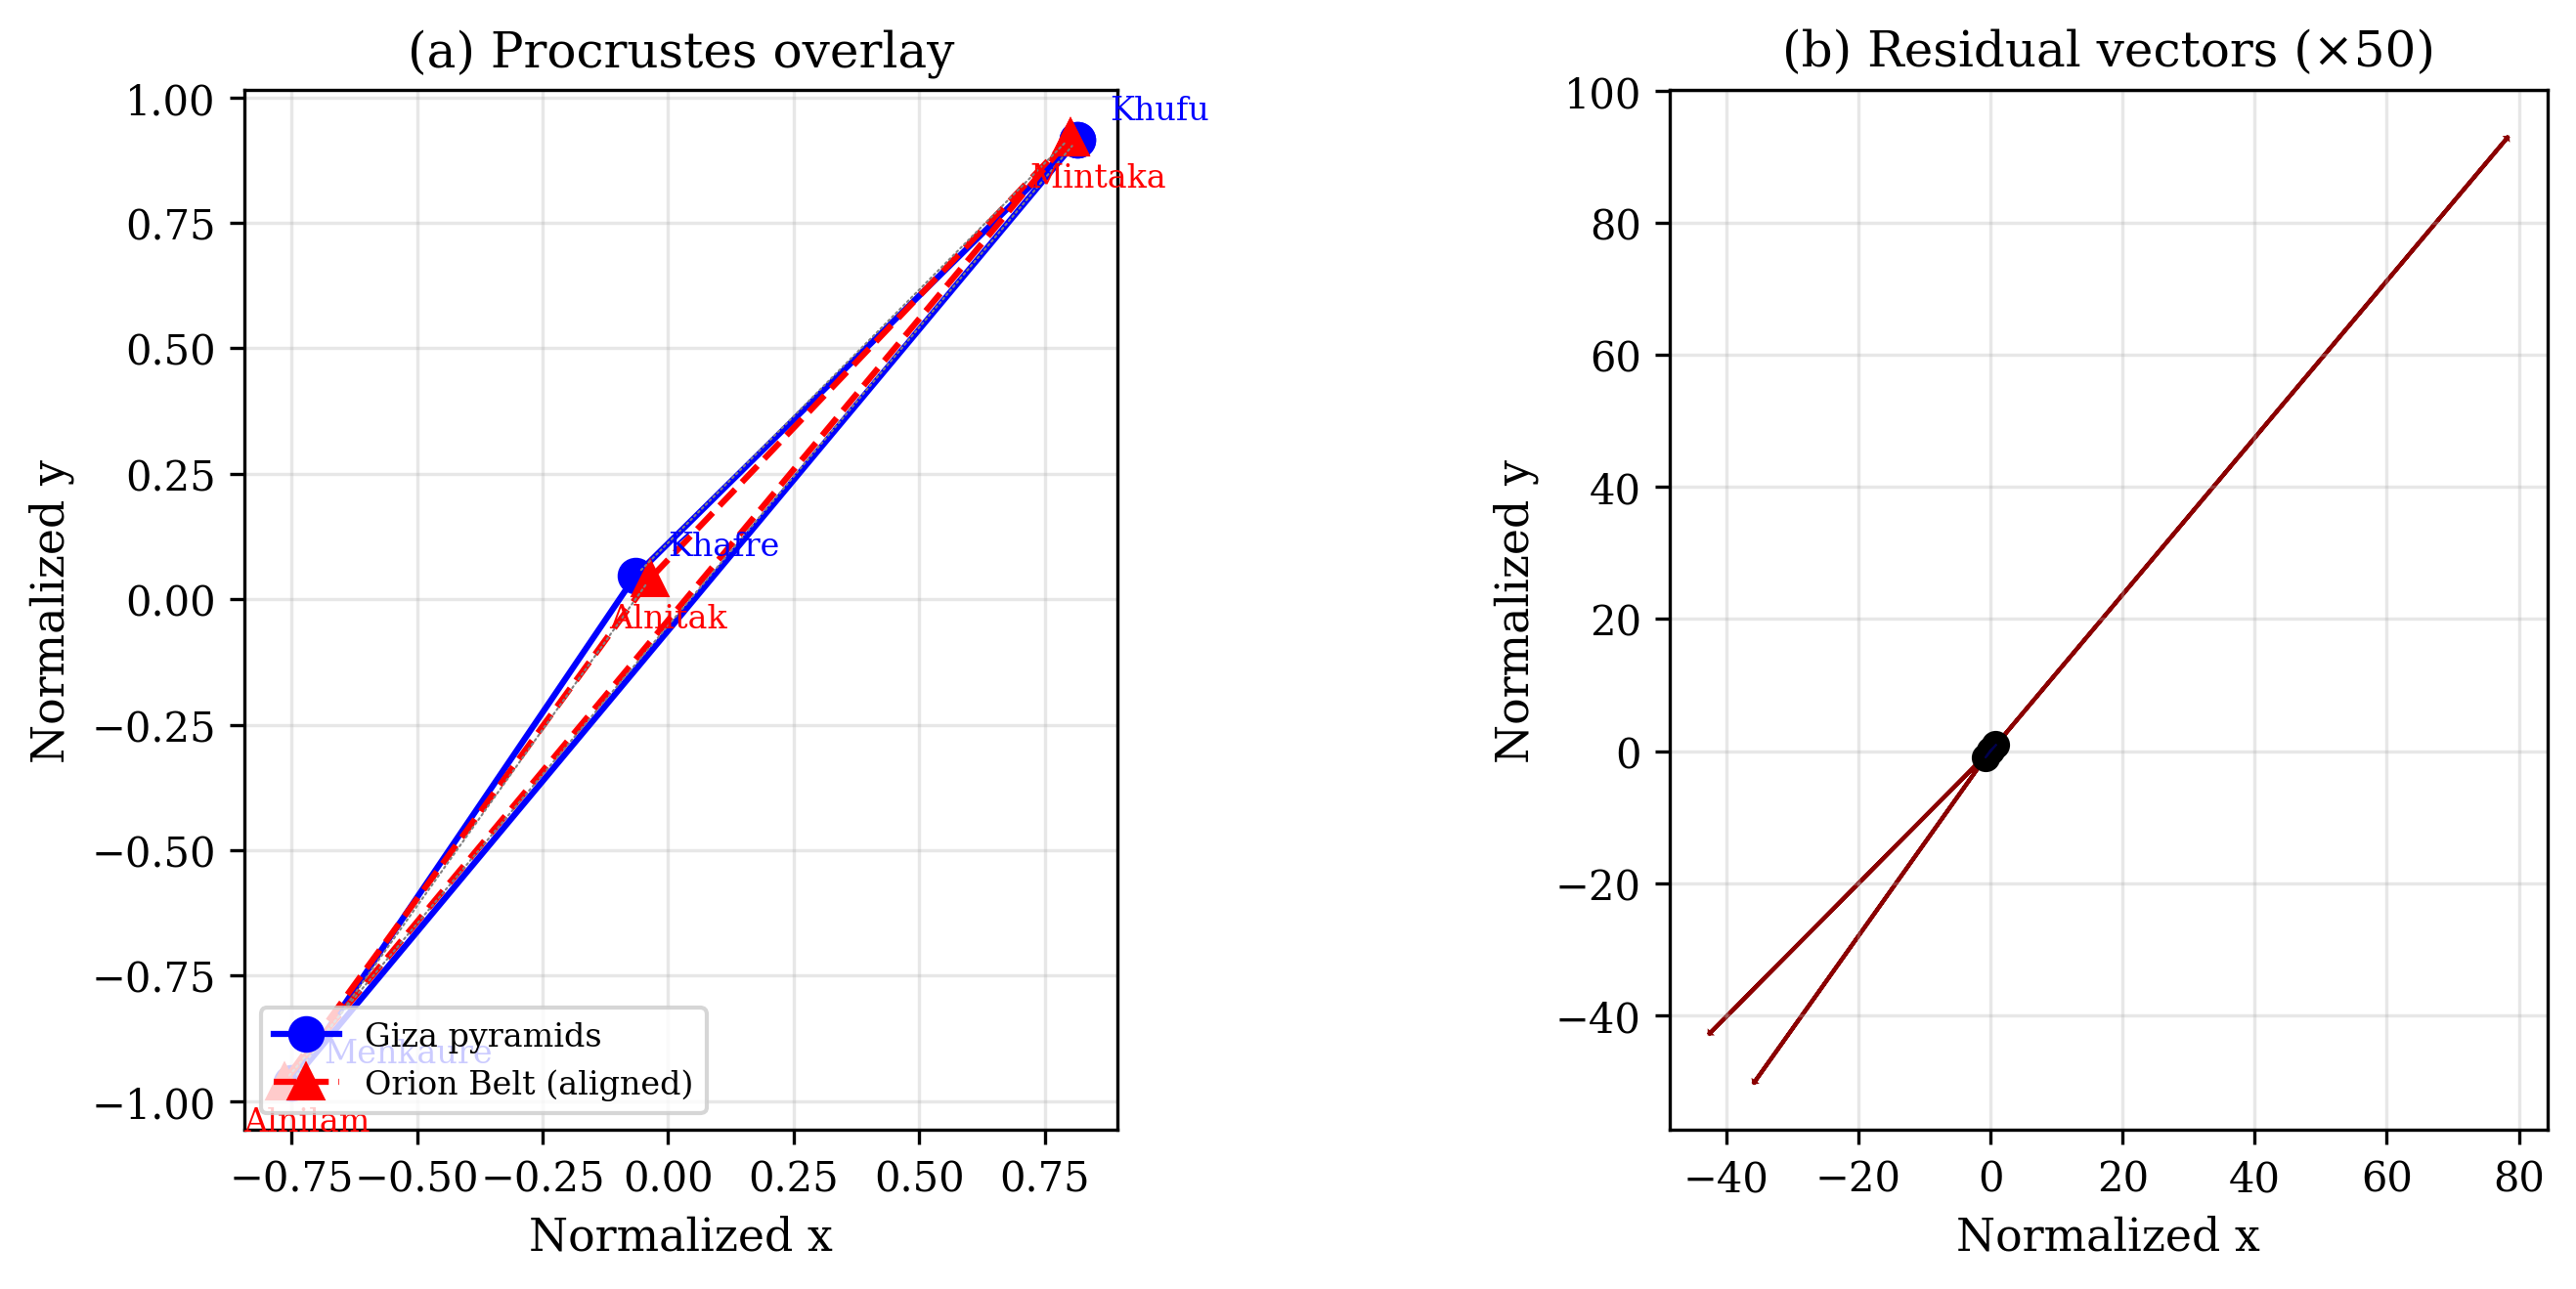 (a) Procrustes overlay
1.00
0.75
0.50
0.25
0.00
−0.25
−0.50
−0.75
−1.00
Normalized y
Khufu
Mintaka
Khafre
Alnitak
Menkaure
Alnilam
Giza pyramids
Orion Belt (aligned)
−0.75 −0.50 −0.25 0.00 0.25 0.50 0.75
Normalized x
(b) Residual vectors (×50)
100
80
60
40
20
0
−20
−40
Normalized y
−40 −20 0 20 40 60 80
Normalized x